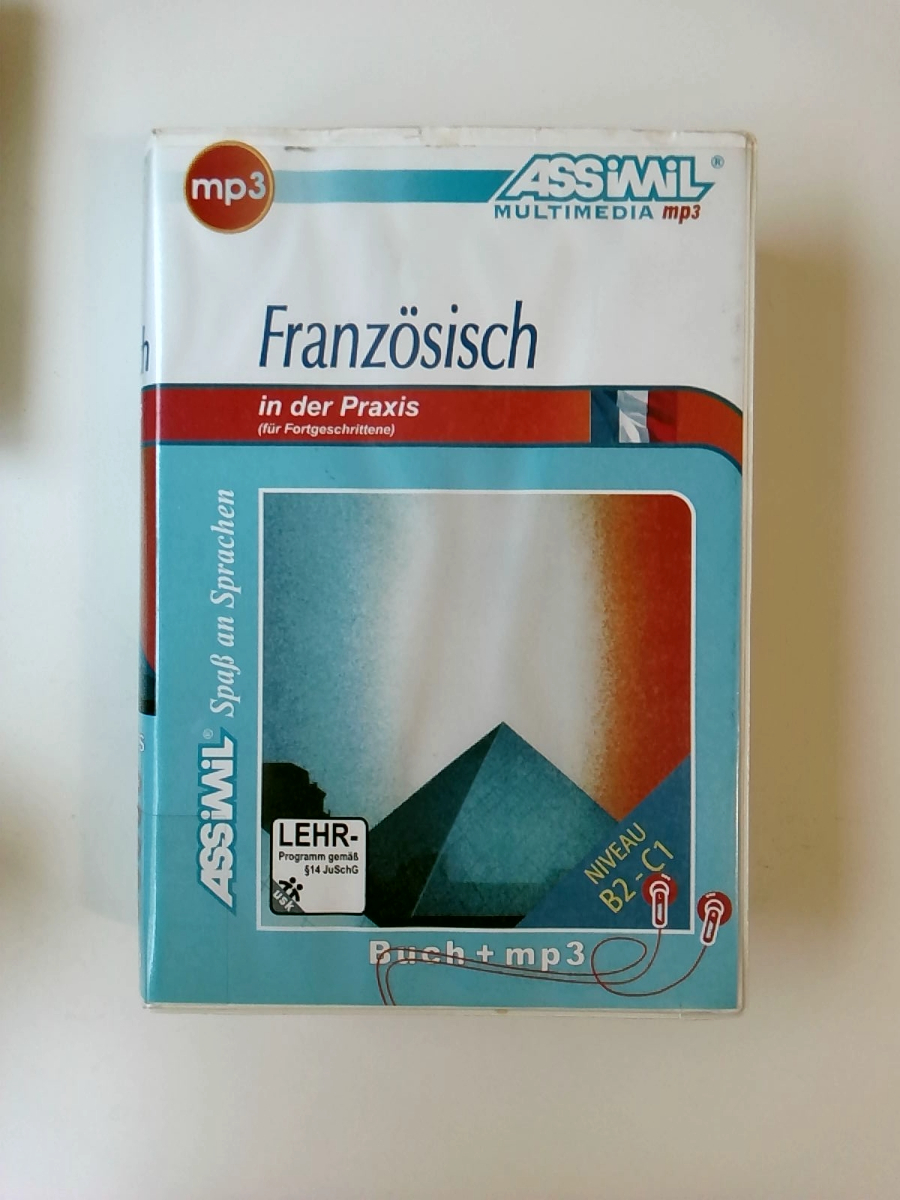 mp3
ASSiMiL®
MULTIMEDIA mp3
Französisch
in der Praxis
(für Fortgeschrittene)
ASSiMiL® Spaß an Sprachen
LEHR-
Programm gemäß
§14 JuSchG
usk
NIVEAU
B2 - C1
Buch + mp3
h
s